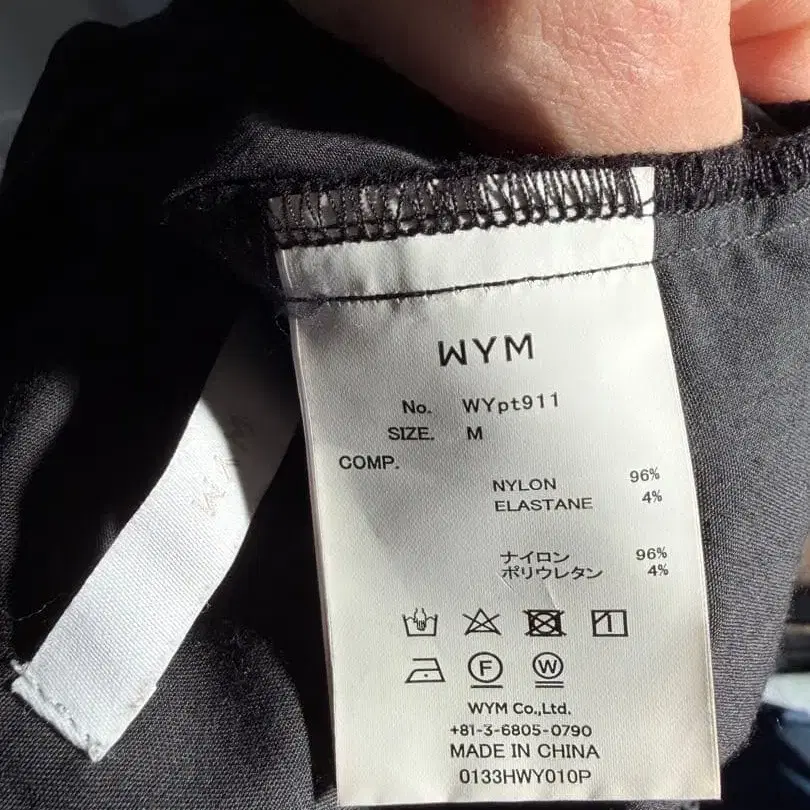 WYM
No. WYpt911
SIZE. M
COMP.
NYLON 96%
ELASTANE 4%
ナイロン 96%
ポリウレタン 4%
F W
WYM Co.,Ltd.
+81-3-6805-0790
MADE IN CHINA
0133HWY010P
WYM